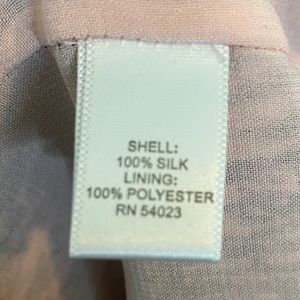 SHELL:
100% SILK
LINING:
100% POLYESTER
RN 54023